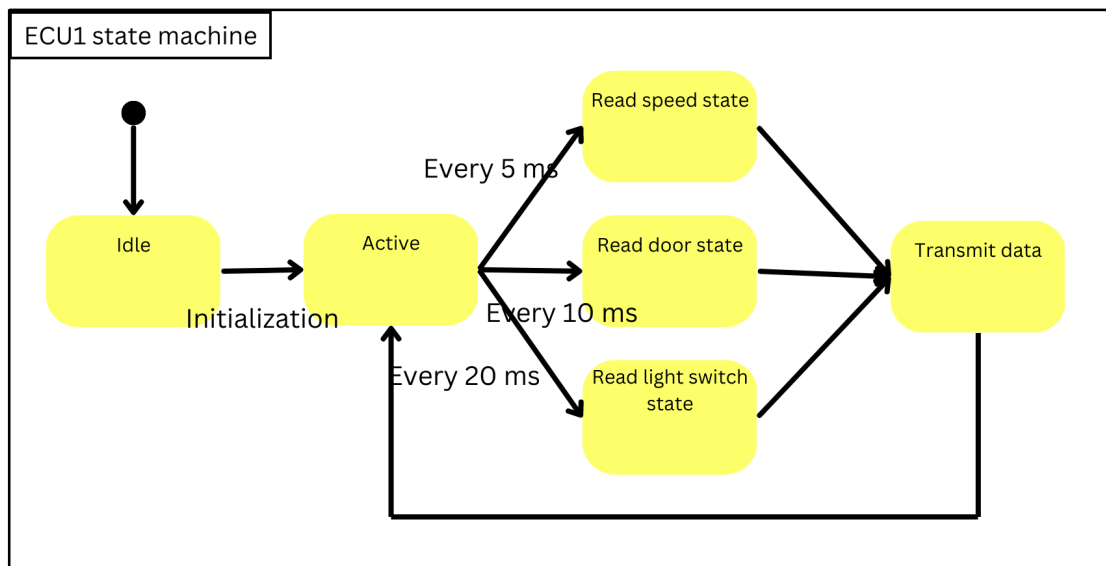 ECU1 state machine
Read speed state
Every 5 ms
Idle
Active
Read door state
Transmit data
Initialization
Every 10 ms
Every 20 ms
Read light switch
state